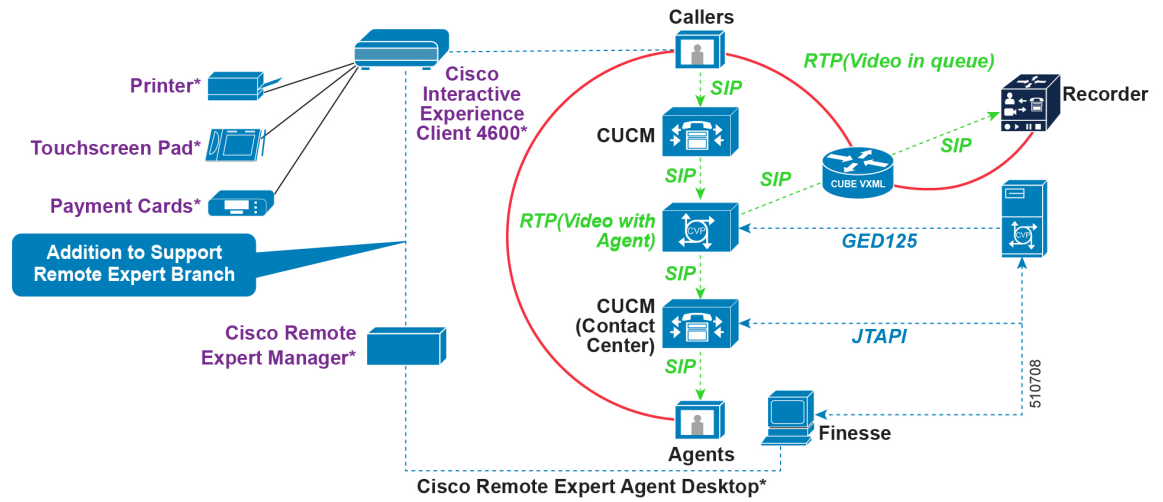 Callers
RTP(Video in queue)
Recorder
Printer*
Cisco
Interactive
Experience
Client 4600*
SIP
CUCM
Touchscreen Pad*
SIP
SIP
SIP
CUBE VXML
Payment Cards*
RTP(Video with
Agent)
CVP
GED125
Addition to Support
Remote Expert Branch
SIP
CUCM
(Contact
Center)
JTAPI
Cisco Remote
Expert Manager*
SIP
510708
Agents
Finesse
Cisco Remote Expert Agent Desktop*